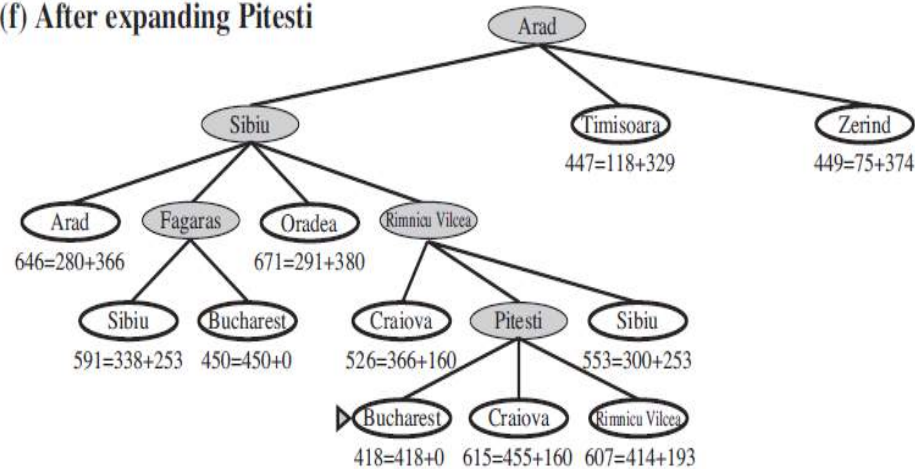 (f) After expanding Pitesti
Arad
Sibiu
Timisoara
Zerind
447=118+329
449=75+374
Arad
Fagaras
Oradea
Rimnicu Vilcea
646=280+366
671=291+380
Sibiu
Bucharest
Craiova
Pitesti
Sibiu
591=338+253
450=450+0
526=366+160
553=300+253
Bucharest
Craiova
Rimnicu Vilcea
418=418+0
615=455+160
607=414+193